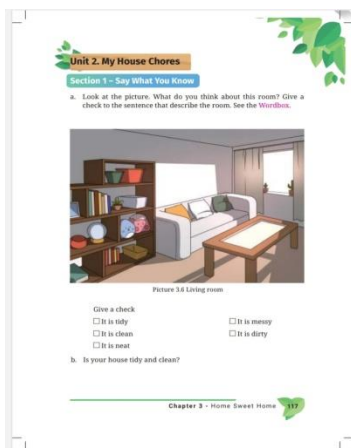 Unit 2. My House Chores
Section 1 – Say What You Know
a. Look at the picture. What do you think about this room? Give a
check to the sentence that describe the room. See the Wordbox.
Picture 3.6 Living room
Give a check
☐ It is tidy
☐ It is messy
☐ It is clean
☐ It is dirty
☐ It is neat
b. Is your house tidy and clean?
Chapter 3 - Home Sweet Home 117